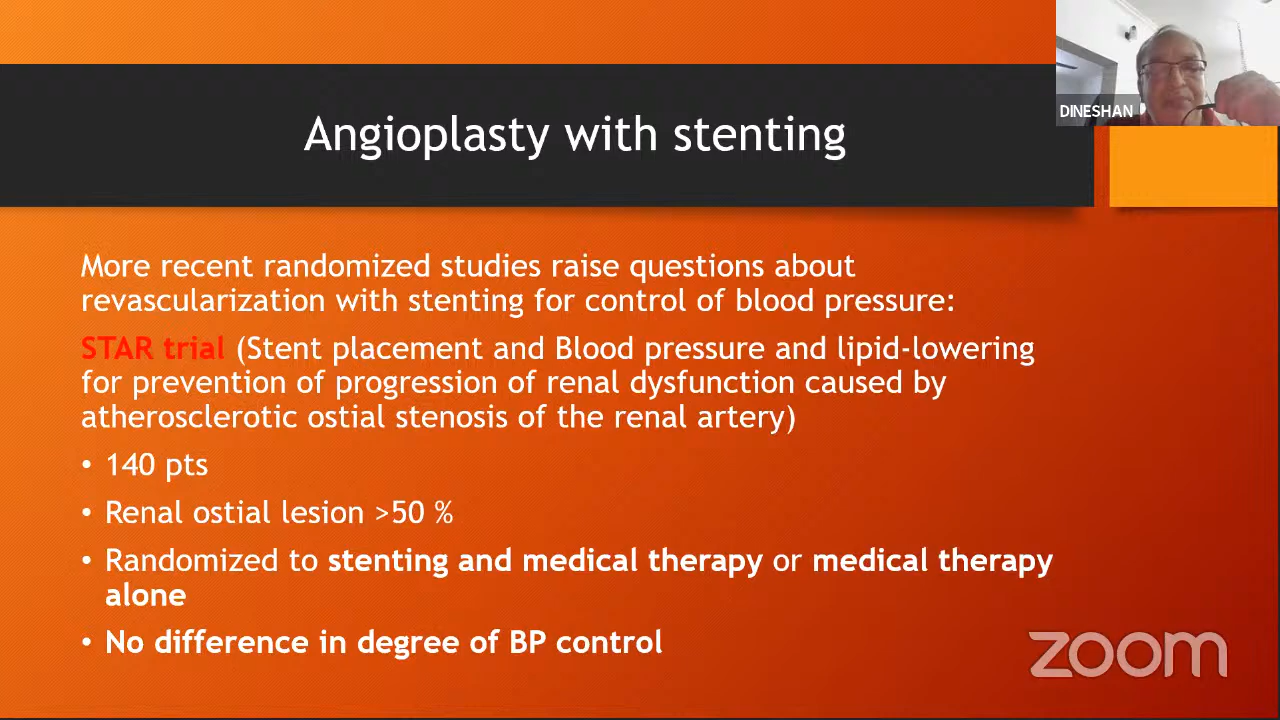 DINESHAN
Angioplasty with stenting
More recent randomized studies raise questions about
revascularization with stenting for control of blood pressure:
STAR trial (Stent placement and Blood pressure and lipid-lowering
for prevention of progression of renal dysfunction caused by
atherosclerotic ostial stenosis of the renal artery)
• 140 pts
• Renal ostial lesion >50 %
• Randomized to stenting and medical therapy or medical therapy
alone
• No difference in degree of BP control
zoom